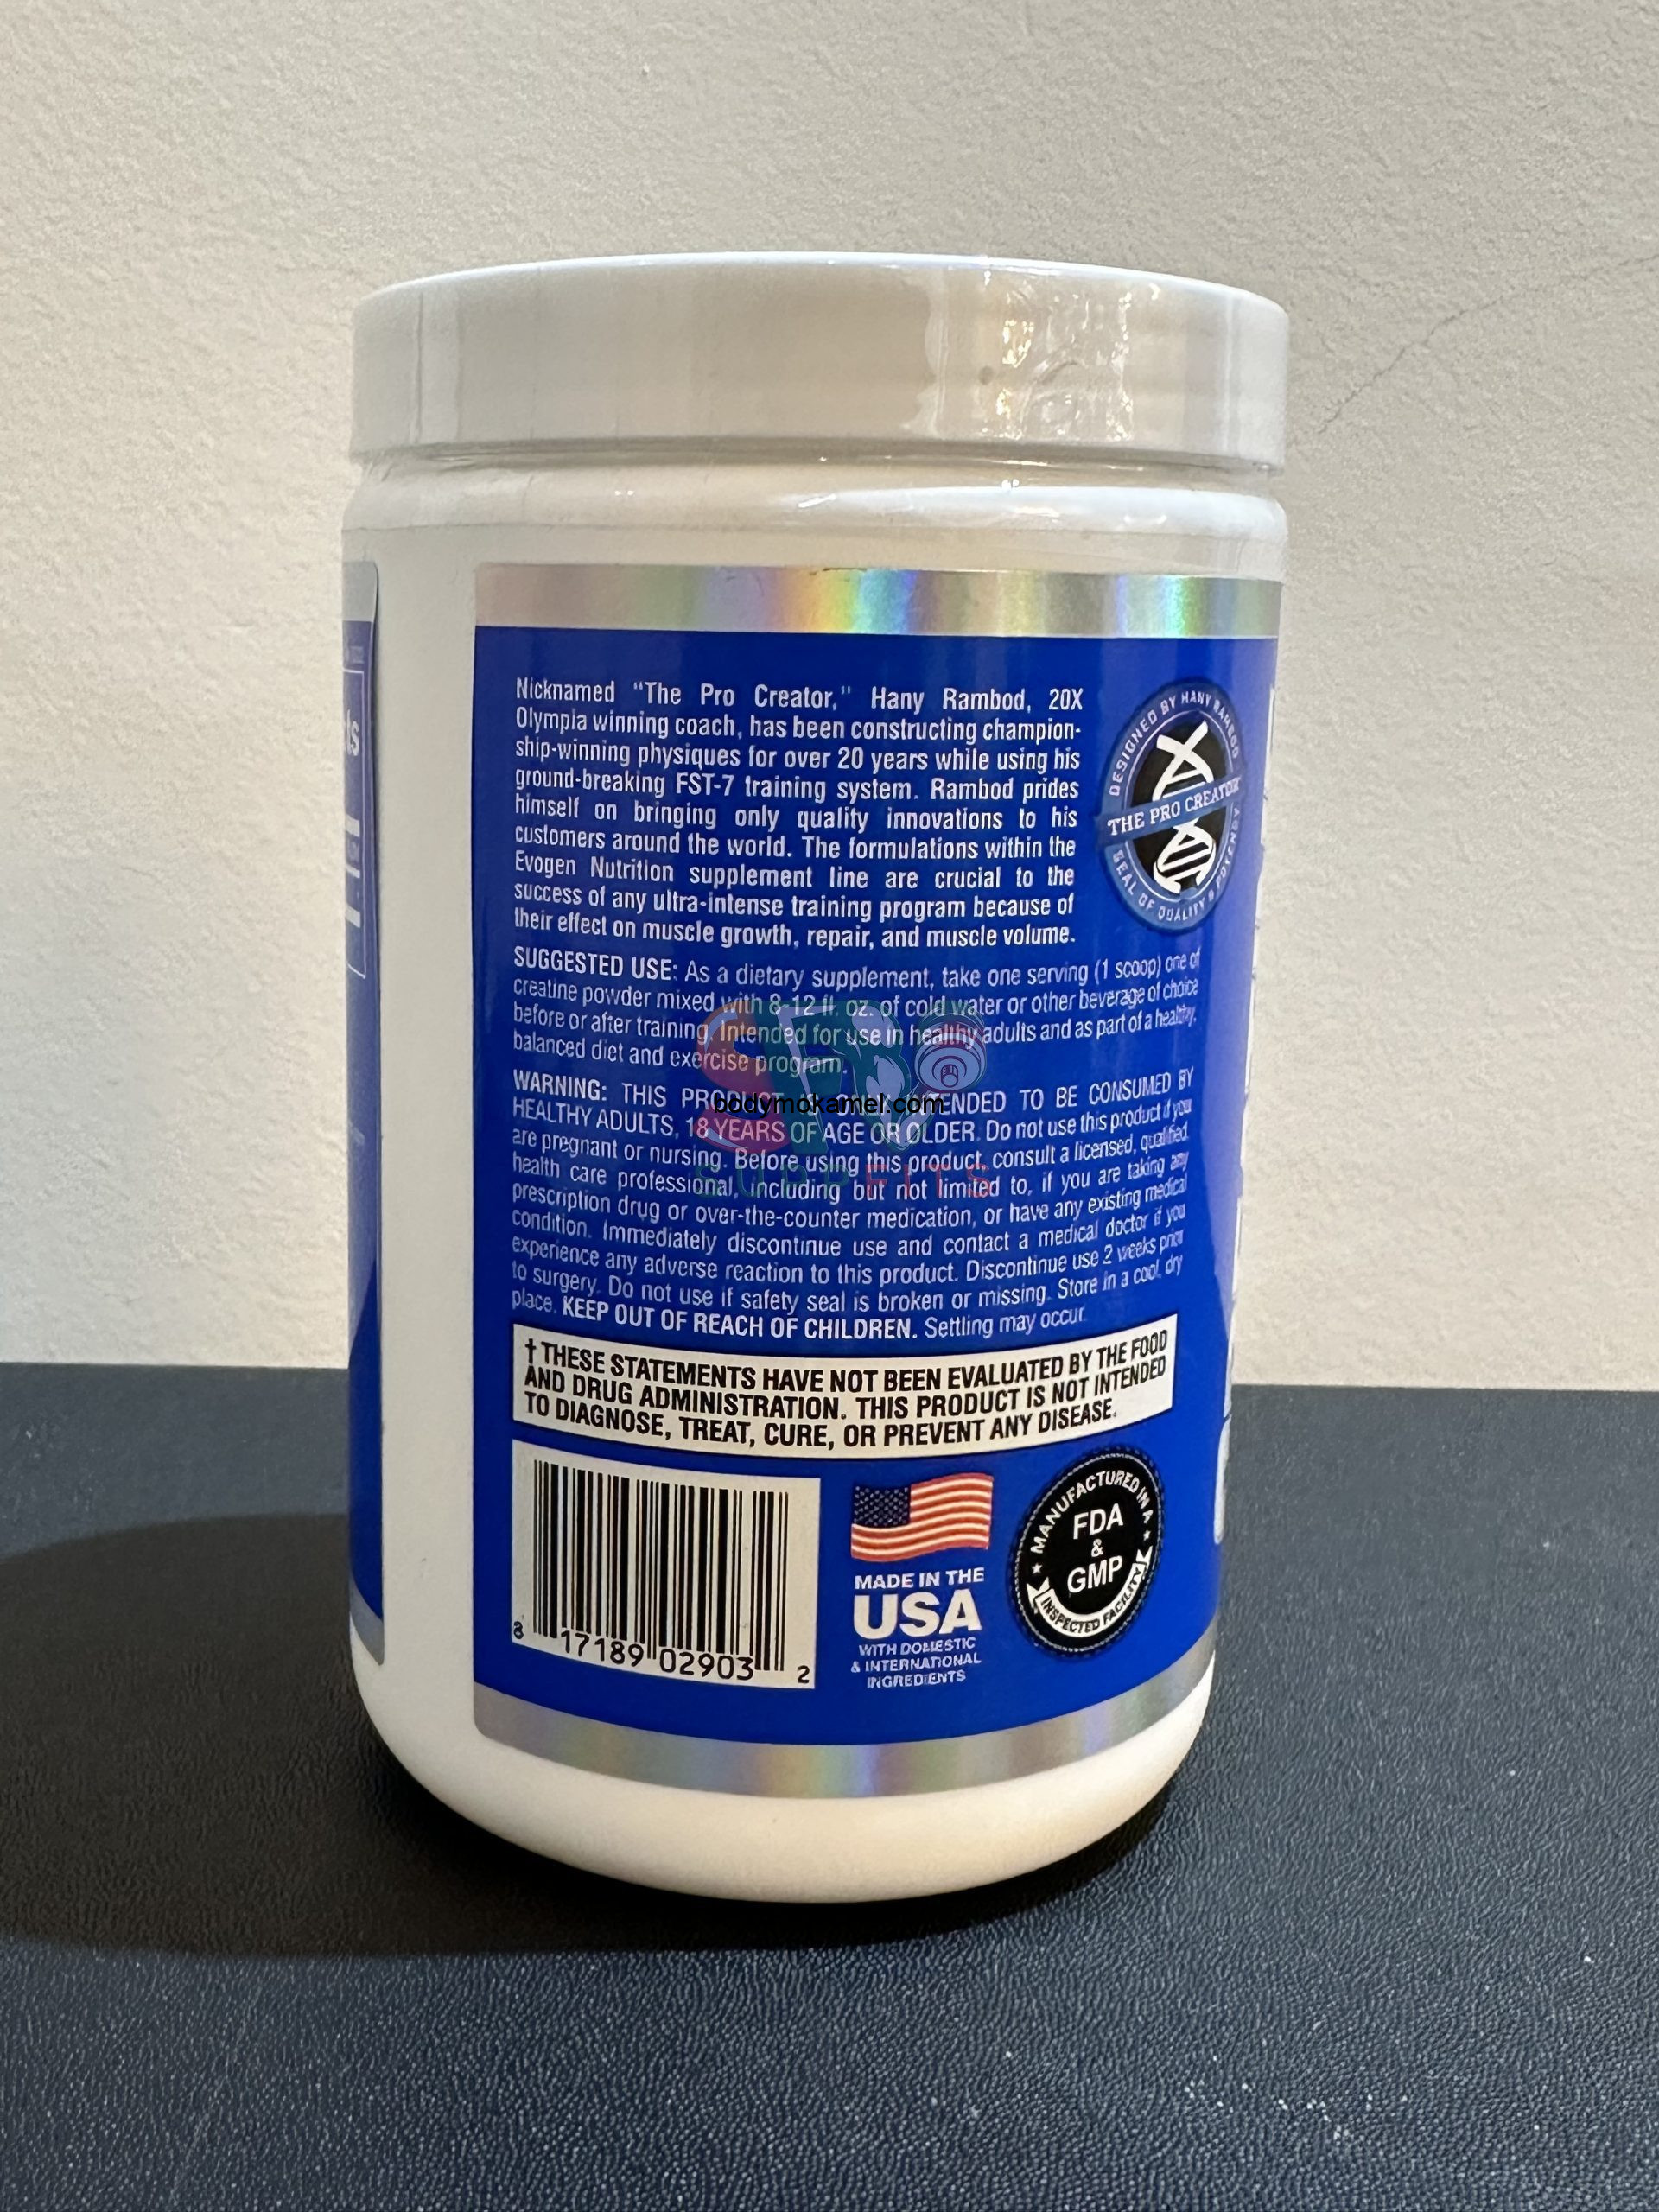 Nicknamed "The Pro Creator," Hany Rambod, 20X
Olympia winning coach, has been constructing champion-
ship-winning physiques for over 20 years while using his
ground-breaking FST-7 training system. Rambod prides
himself on bringing only quality innovations to his
customers around the world. The formulations within the
Evogen Nutrition supplement line are crucial to the
success of any ultra-intense training program because of
their effect on muscle growth, repair, and muscle volume.
DESIGNED BY HANY RAMBOD
THE PRO CREATOR
SEAL OF QUALITY & POTENCY
SUGGESTED USE: As a dietary supplement, take one serving (1 scoop) one of
creatine powder mixed with 8-12 fl. oz. of cold water or other beverage of choice
before or after training. Intended for use in healthy adults and as part of a healthy,
balanced diet and exercise program.
WARNING: THIS PRODUCT INTENDED TO BE CONSUMED BY
HEALTHY ADULTS, 18 YEARS OF AGE OR OLDER. Do not use this product if you
are pregnant or nursing. Before using this product, consult a licensed, qualified,
health care professional, including but not limited to, if you are taking any
prescription drug or over-the-counter medication, or have any existing medical
condition. Immediately discontinue use and contact a medical doctor if you
experience any adverse reaction to this product. Discontinue use 2 weeks prior
to surgery. Do not use if safety seal is broken or missing. Store in a cool, dry
place. KEEP OUT OF REACH OF CHILDREN. Settling may occur.
bodymokamel.com
SUPPFITS
† THESE STATEMENTS HAVE NOT BEEN EVALUATED BY THE FOOD
AND DRUG ADMINISTRATION. THIS PRODUCT IS NOT INTENDED
TO DIAGNOSE, TREAT, CURE, OR PREVENT ANY DISEASE.
8 17189 02903 2
MADE IN THE
USA
WITH DOMESTIC
& INTERNATIONAL
INGREDIENTS
MANUFACTURED IN A
FDA
&
GMP
INSPECTED FACILITY